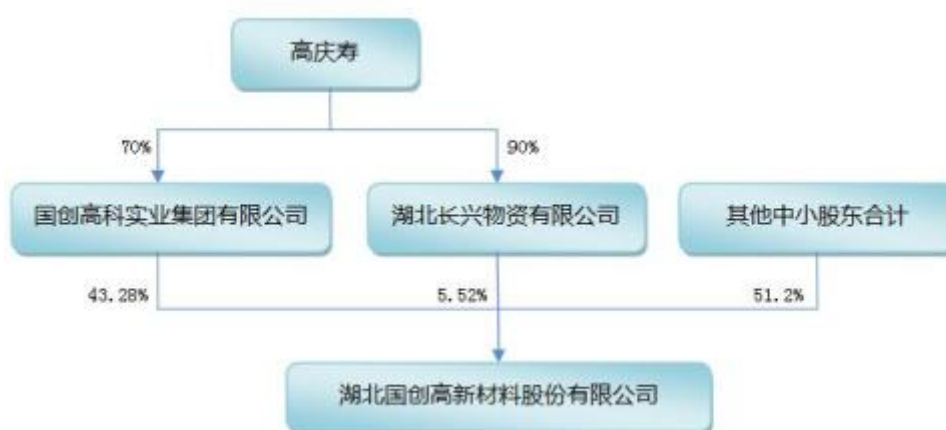 高庆寿
70%
90%
国创高科实业集团有限公司
湖北长兴物资有限公司
其他中小股东合计
43.28%
5.52%
51.2%
湖北国创高新材料股份有限公司